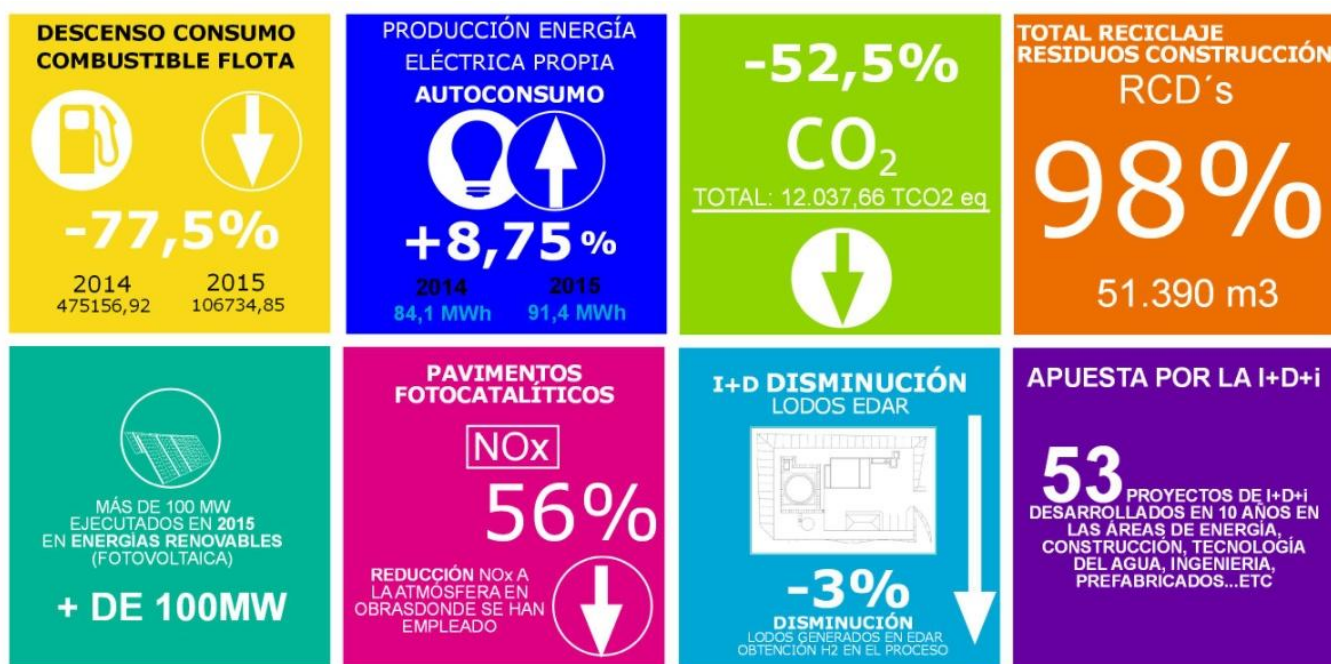 DESCENSO CONSUMO
COMBUSTIBLE FLOTA
-77,5%
2014 2015
475156,92 106734,85
PRODUCCIÓN ENERGÍA
ELÉCTRICA PROPIA
AUTOCONSUMO
+8,75 %
2014 2015
84,1 MWh 91,4 MWh
-52,5%
CO2
TOTAL: 12.037,66 TCO2 eq
TOTAL RECICLAJE
RESIDUOS CONSTRUCCIÓN
RCD´s
98%
51.390 m3
MÁS DE 100 MW
EJECUTADOS EN 2015
EN ENERGÍAS RENOVABLES
(FOTOVOLTAICA)
+ DE 100MW
PAVIMENTOS
FOTOCATALÍTICOS
NOx
56%
REDUCCIÓN NOx A
LA ATMÓSFERA EN
OBRASDONDE SE HAN
EMPLEADO
I+D DISMINUCIÓN
LODOS EDAR
-3%
DISMINUCIÓN
LODOS GENERADOS EN EDAR
OBTENCIÓN H2 EN EL PROCESO
APUESTA POR LA I+D+i
53 PROYECTOS DE I+D+i
DESARROLLADOS EN 10 AÑOS EN
LAS ÁREAS DE ENERGÍA,
CONSTRUCCIÓN, TECNOLOGÍA
DEL AGUA, INGENIERIA,
PREFABRICADOS...ETC